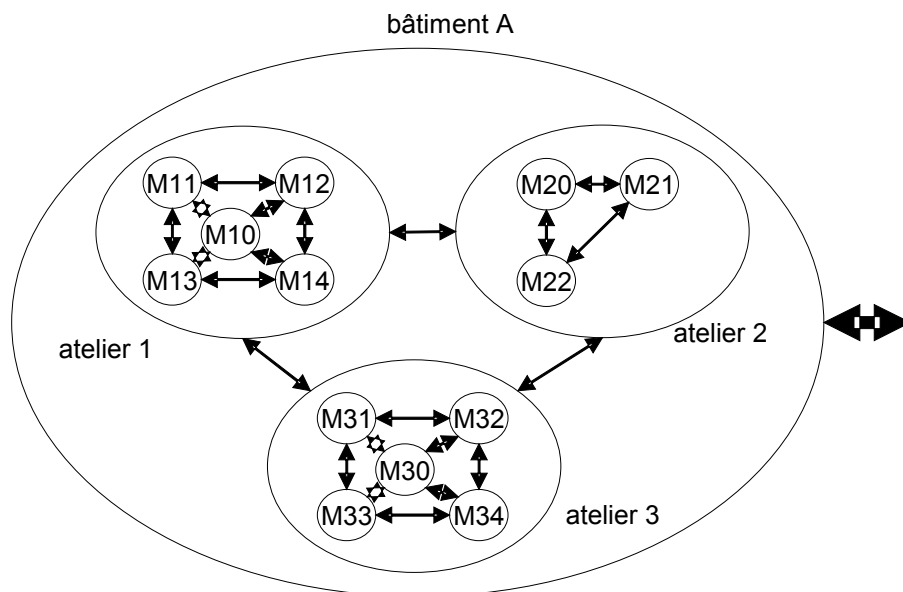 bâtiment A
M11 M12
M10
M13 M14
atelier 1
M20 M21
M22
atelier 2
M31 M32
M30
M33 M34
atelier 3